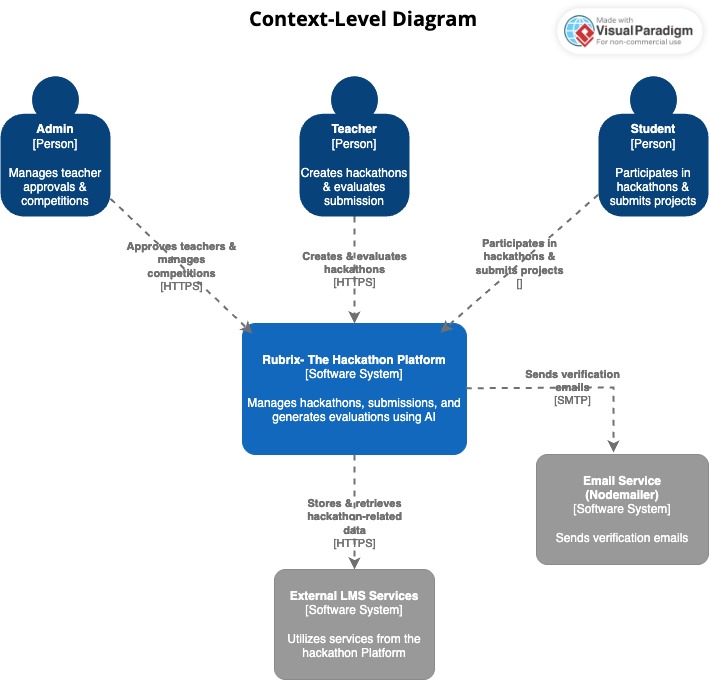 Context-Level Diagram
Made with
VisualParadigm
For non-commercial use
Admin
[Person]
Manages teacher
approvals &
competitions
Teacher
[Person]
Creates hackathons
& evaluates
submission
Student
[Person]
Participates in
hackathons &
submits projects
Approves teachers &
manages
competitions
[HTTPS]
Creates & evaluates
hackathons
[HTTPS]
Participates in
hackathons &
submits projects
[]
Rubrix- The Hackathon Platform
[Software System]
Manages hackathons, submissions, and
generates evaluations using AI
Sends verification
emails
[SMTP]
Email Service
(Nodemailer)
[Software System]
Sends verification emails
Stores & retrieves
hackathon-related
data
[HTTPS]
External LMS Services
[Software System]
Utilizes services from the
hackathon Platform